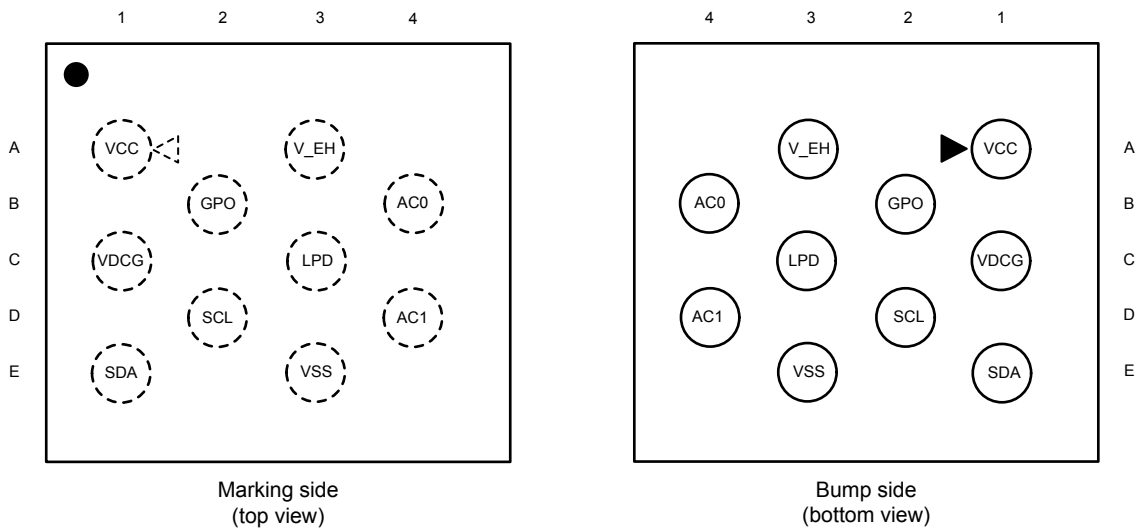 1 2 3 4 4 3 2 1
A VCC V_EH V_EH VCC A
B GPO AC0 AC0 GPO B
C VDCG LPD LPD VDCG C
D SCL AC1 AC1 SCL D
E SDA VSS VSS SDA E
Marking side
(top view)
Bump side
(bottom view)